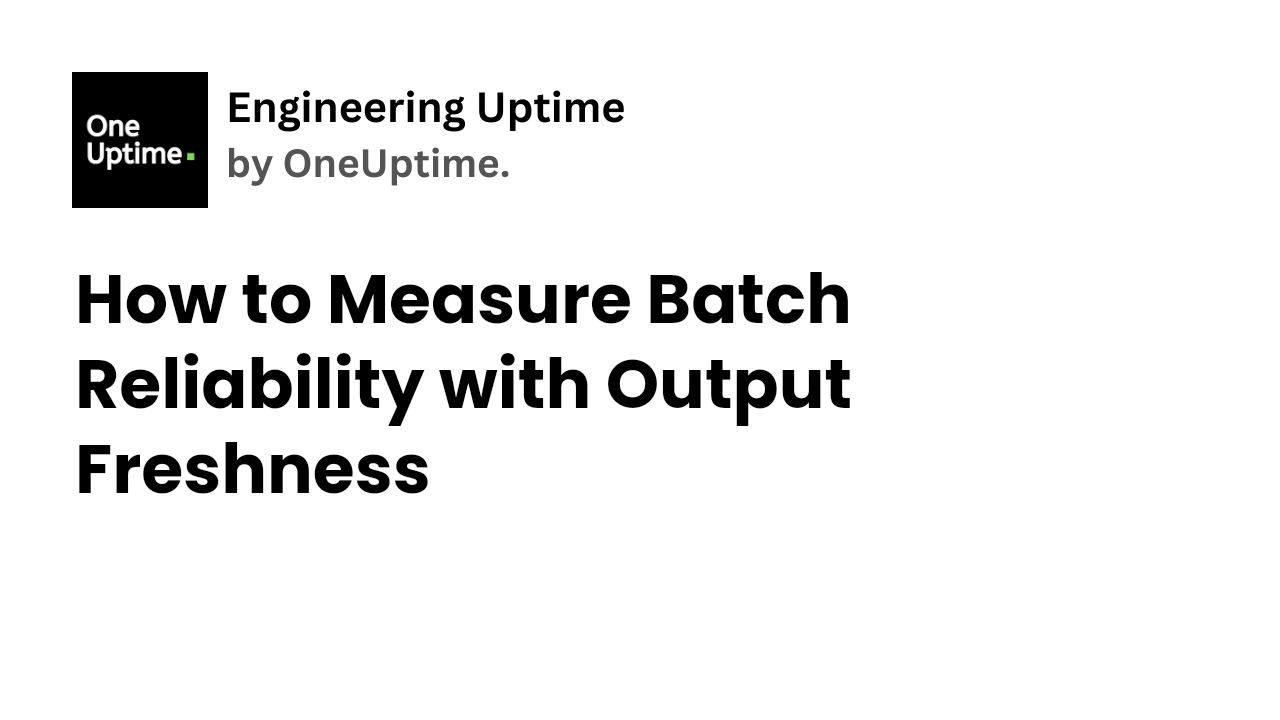 One
Uptime
Engineering Uptime
by OneUptime.
How to Measure Batch
Reliability with Output
Freshness